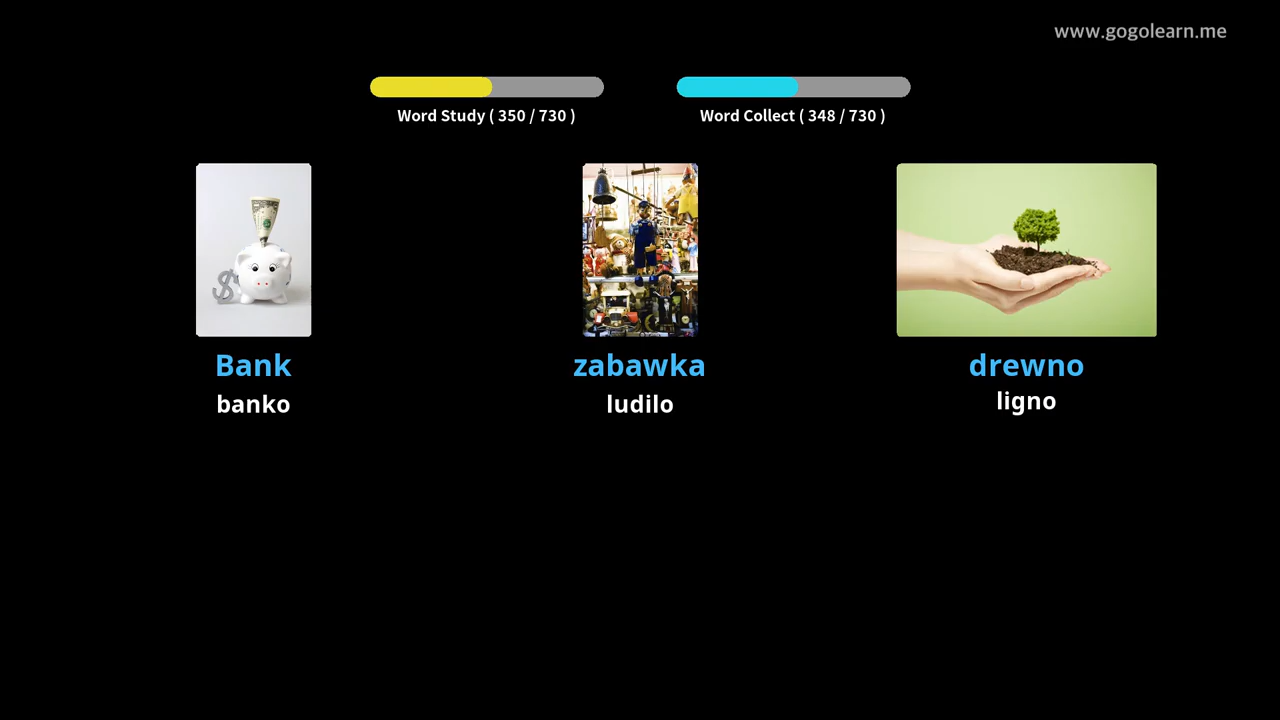 www.gogolearn.me
Word Study ( 350 / 730 )
Word Collect ( 348 / 730 )
Bank
banko
zabawka
ludilo
drewno
ligno